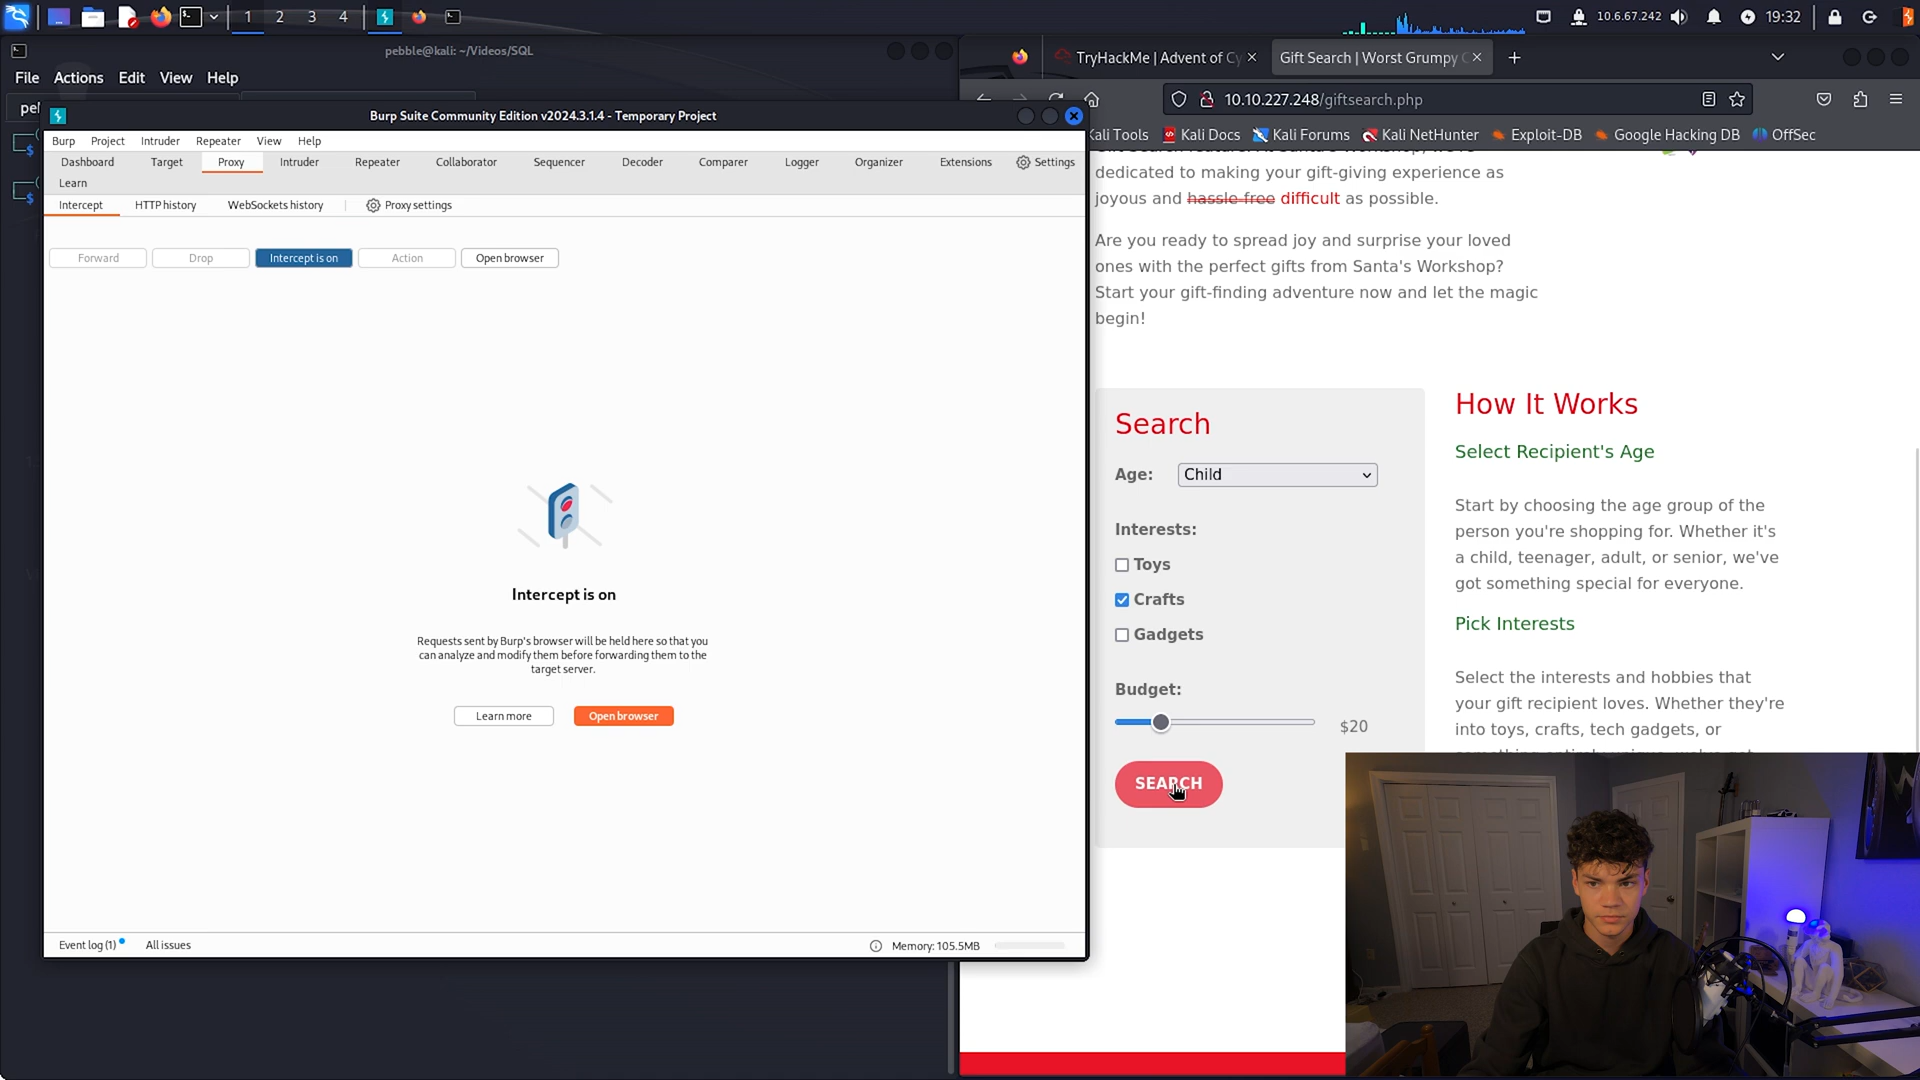 1 2 3 4
10.6.67.242
19:32
pebble@kali: ~/Videos/SQL
File Actions Edit View Help
Burp Suite Community Edition v2024.3.1.4 - Temporary Project
Burp Project Intruder Repeater View Help
Dashboard Target Proxy Intruder Repeater Collaborator Sequencer Decoder Comparer Logger Organizer Extensions Settings
Learn
Intercept HTTP history WebSockets history Proxy settings
Forward Drop Intercept is on Action Open browser
Intercept is on
Requests sent by Burp's browser will be held here so that you
can analyze and modify them before forwarding them to the
target server.
Learn more Open browser
Event log (1) All issues
Memory: 105.5MB
TryHackMe | Advent of Cy
Gift Search | Worst Grumpy
10.10.227.248/giftsearch.php
Kali Tools Kali Docs Kali Forums Kali NetHunter Exploit-DB Google Hacking DB OffSec
dedicated to making your gift-giving experience as
joyous and hassle-free difficult as possible.
Are you ready to spread joy and surprise your loved
ones with the perfect gifts from Santa's Workshop?
Start your gift-finding adventure now and let the magic
begin!
Search
Age: Child
Interests:
Toys
Crafts
Gadgets
Budget:
$20
SEARCH
How It Works
Select Recipient's Age
Start by choosing the age group of the
person you're shopping for. Whether it's
a child, teenager, adult, or senior, we've
got something special for everyone.
Pick Interests
Select the interests and hobbies that
your gift recipient loves. Whether they're
into toys, crafts, tech gadgets, or